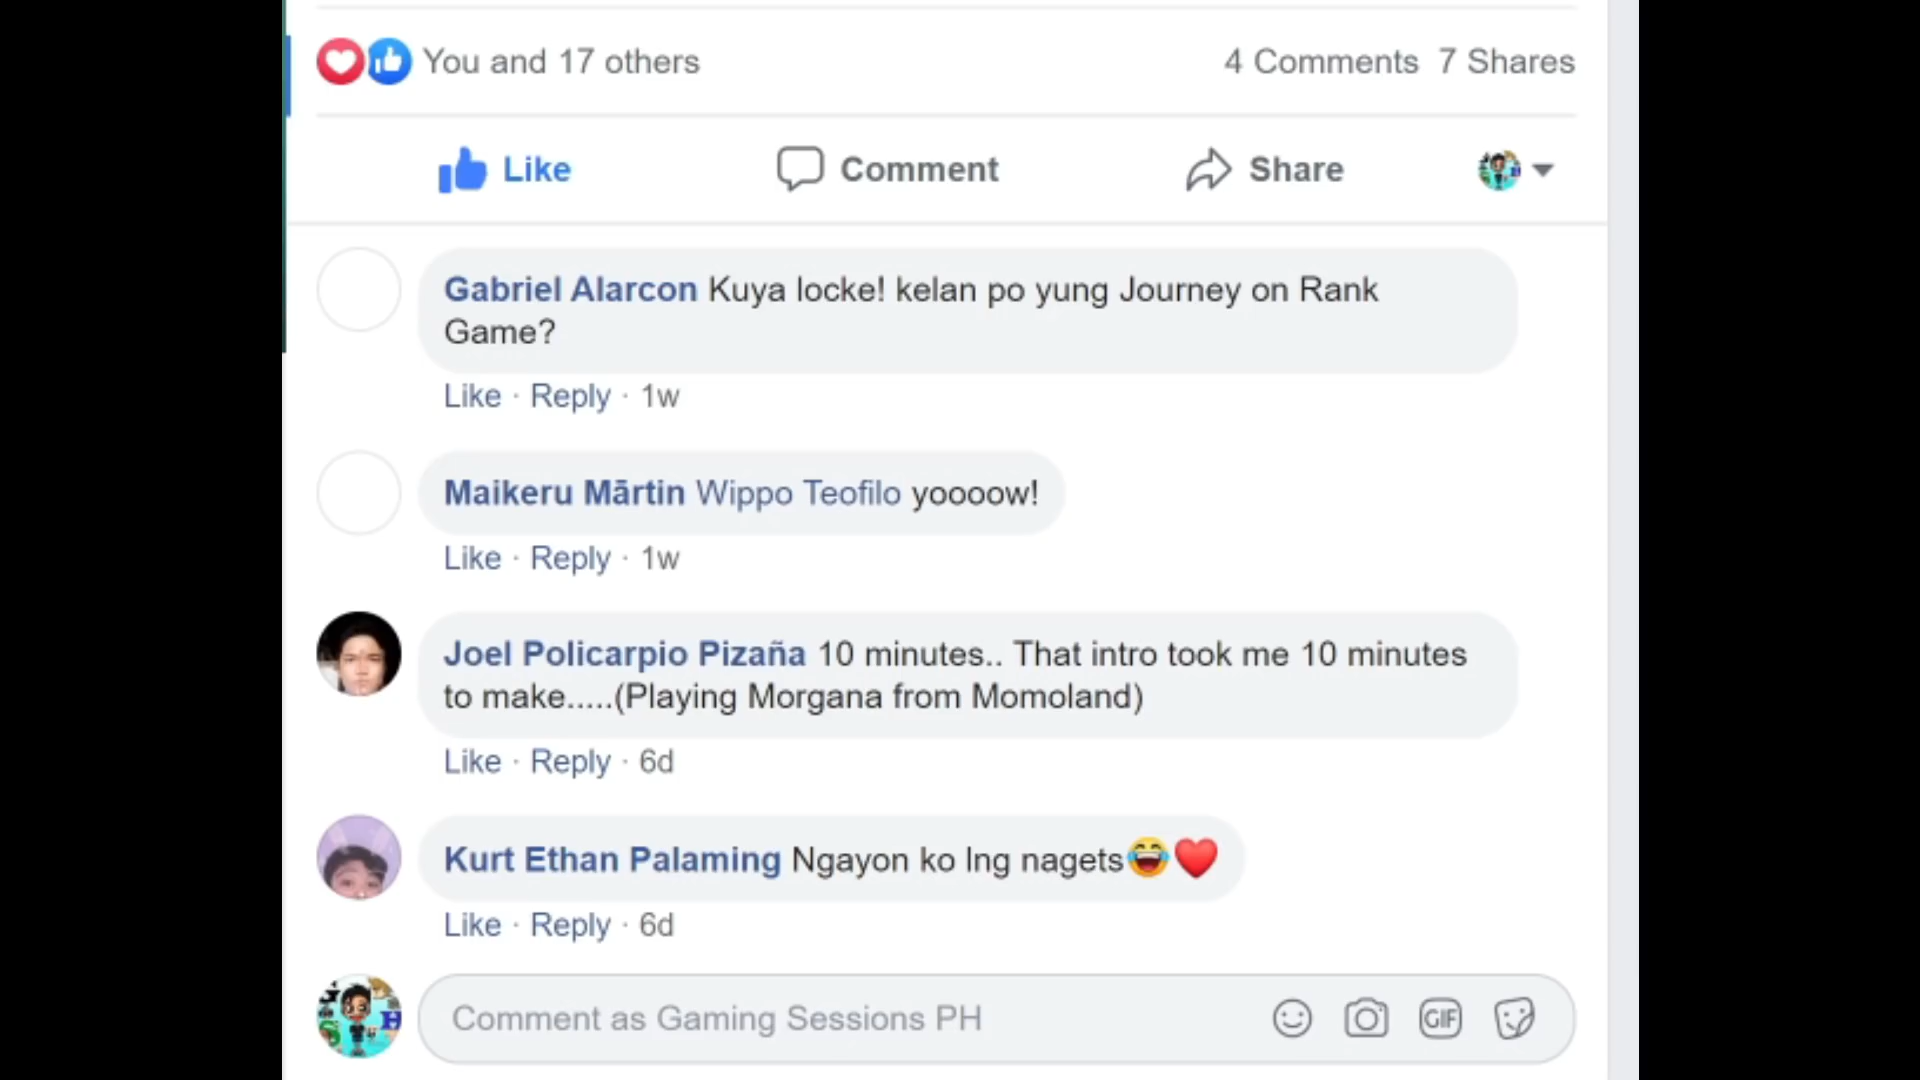 You and 17 others
4 Comments 7 Shares
Like
Comment
Share
Gabriel Alarcon Kuya locke! kelan po yung Journey on Rank
Game?
Like · Reply · 1w
Maikeru Mārtin Wippo Teofilo yoooow!
Like · Reply · 1w
Joel Policarpio Pizaña 10 minutes.. That intro took me 10 minutes
to make.....(Playing Morgana from Momoland)
Like · Reply · 6d
Kurt Ethan Palaming Ngayon ko lng nagets😂❤️
Like · Reply · 6d
Comment as Gaming Sessions PH
GIF